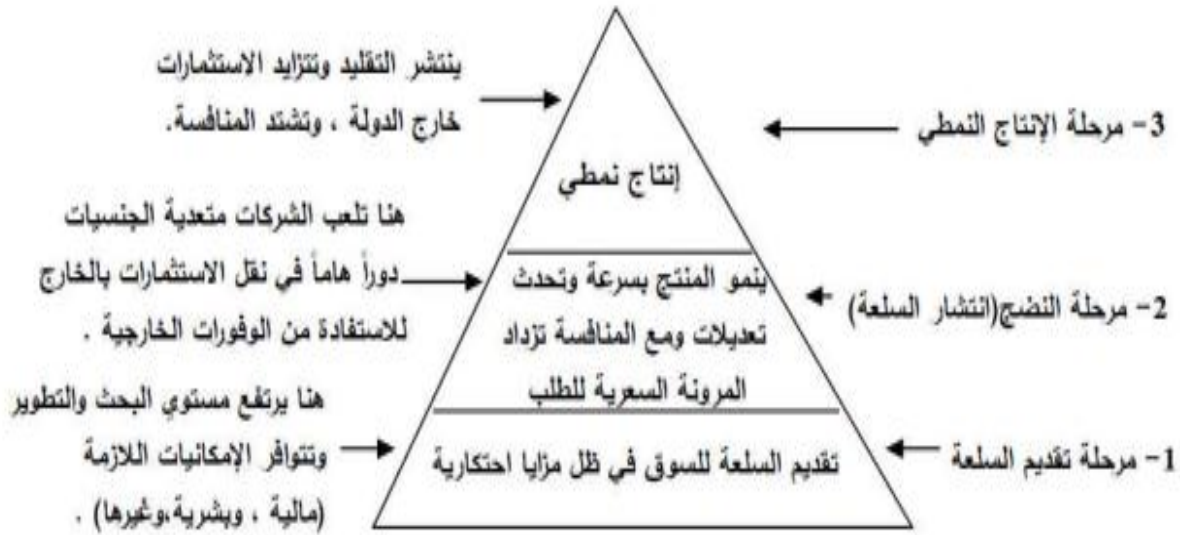 ينتشر التقليد وتتزايد الاستثمارات
خارج الدولة ، وتشتد المنافسة.
3- مرحلة الإنتاج النمطي
إنتاج نمطي
هنا تلعب الشركات متعدية الجنسيات
دوراً هاماً في نقل الاستثمارات بالخارج
للاستفادة من الوفورات الخارجية .
2- مرحلة النضج(انتشار السلعة)
ينمو المنتج بسرعة وتحدث
تعديلات ومع المنافسة تزداد
المرونة السعرية للطلب
هنا يرتفع مستوي البحث والتطوير
وتتوافر الإمكانيات اللازمة
(مالية ، وبشرية،وغيرها) .
1- مرحلة تقديم السلعة
تقديم السلعة للسوق في ظل مزايا احتكارية